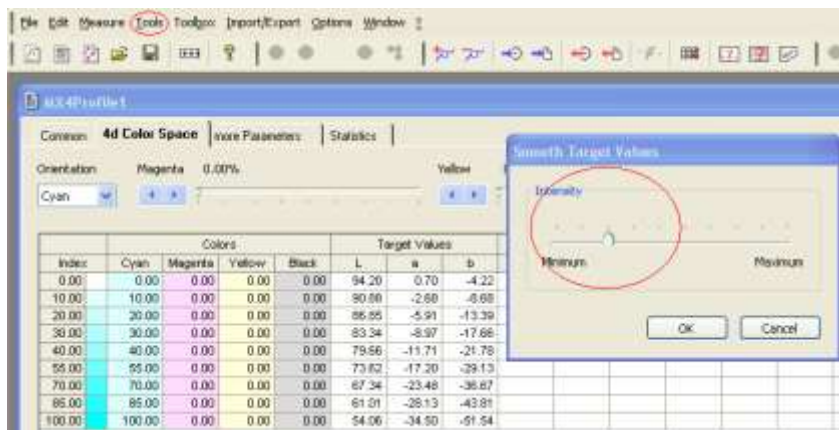 File Edit Measure Tools Toolbox Import/Export Options Window ?
MX4Profile1
Common 4d Color Space more Parameters Statistics
Orientation Magenta 0.00% Yellow
Cyan
Smooth Target Values
Intensity
Minimum Maximum
OK Cancel
Colors Target Values
Index Cyan Magenta Yellow Black L a b
0.00 0.00 0.00 0.00 0.00 94.20 0.70 -4.22
10.00 10.00 0.00 0.00 0.00 90.88 -2.68 -8.68
20.00 20.00 0.00 0.00 0.00 86.85 -5.91 -13.39
30.00 30.00 0.00 0.00 0.00 83.34 -8.97 -17.66
40.00 40.00 0.00 0.00 0.00 79.66 -11.71 -21.78
55.00 55.00 0.00 0.00 0.00 73.62 -17.20 -29.13
70.00 70.00 0.00 0.00 0.00 67.34 -23.48 -36.67
85.00 85.00 0.00 0.00 0.00 61.01 -28.13 -43.81
100.00 100.00 0.00 0.00 0.00 54.06 -34.50 -51.54